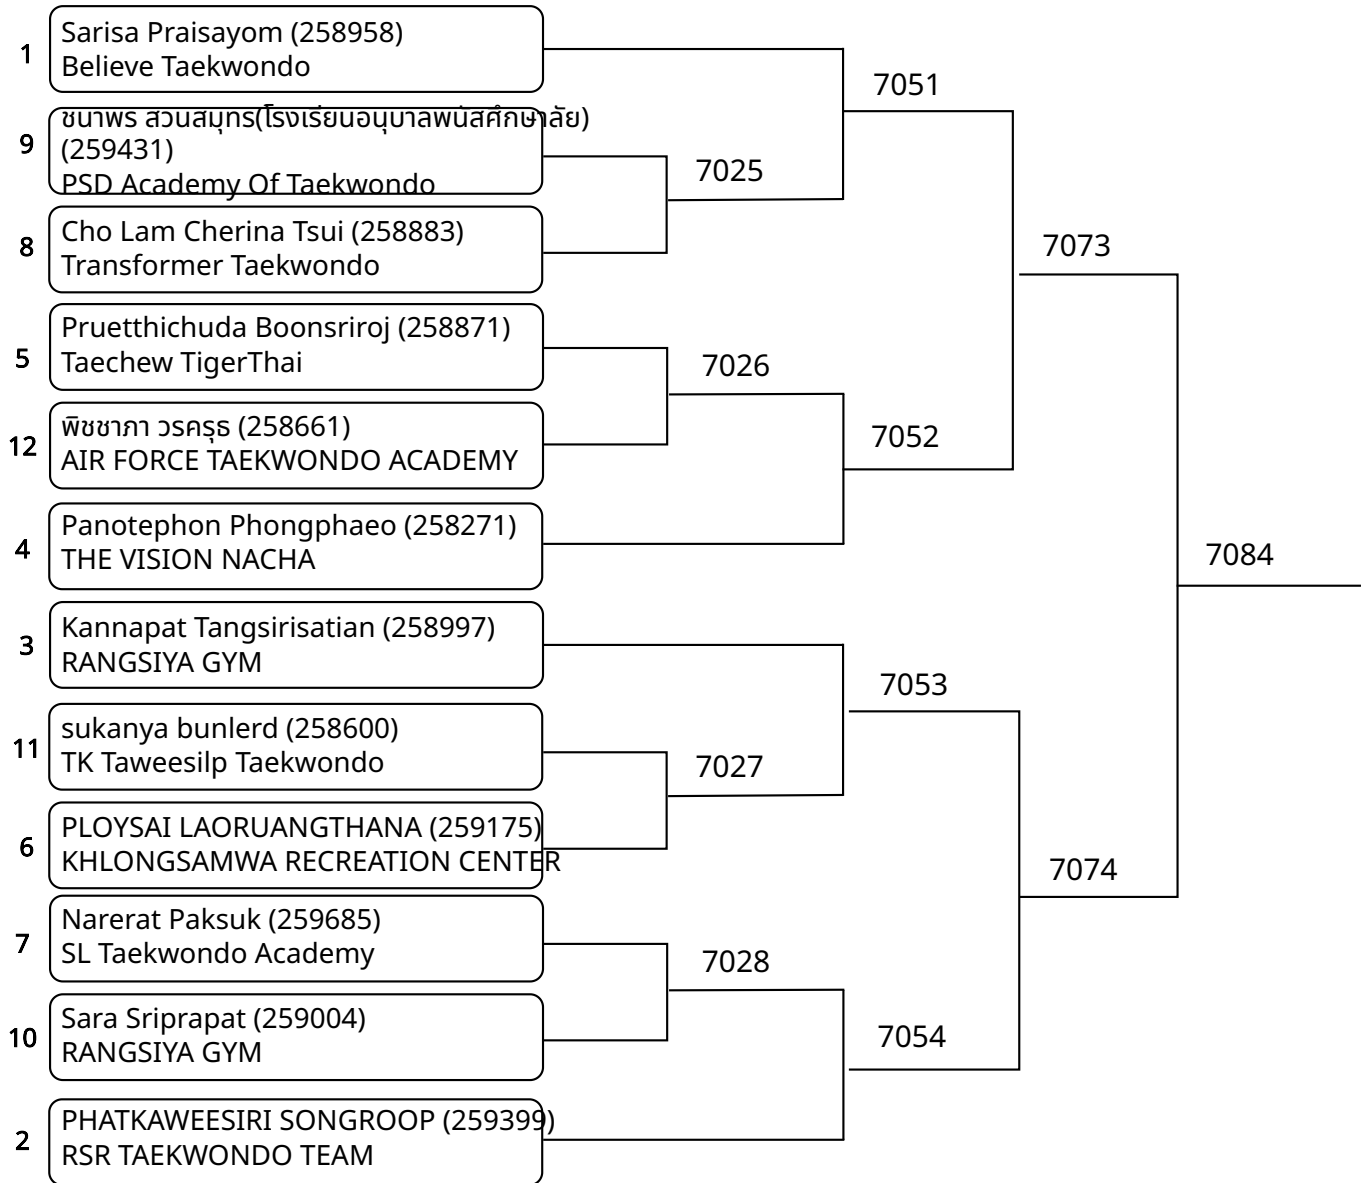 1
Sarisa Praisayom (258958)
Believe Taekwondo
9
ชนาพร สวนสมุทร(โรงเรียนอนุบาลพนัสศึกษาลัย)
(259431)
PSD Academy Of Taekwondo
8
Cho Lam Cherina Tsui (258883)
Transformer Taekwondo
5
Pruetthichuda Boonsriroj (258871)
Taechew TigerThai
12
พิชชาภา วรครุธ (258661)
AIR FORCE TAEKWONDO ACADEMY
4
Panotephon Phongphaeo (258271)
THE VISION NACHA
3
Kannapat Tangsirisatian (258997)
RANGSIYA GYM
11
sukanya bunlerd (258600)
TK Taweesilp Taekwondo
6
PLOYSAI LAORUANGTHANA (259175)
KHLONGSAMWA RECREATION CENTER
7
Narerat Paksuk (259685)
SL Taekwondo Academy
10
Sara Sriprapat (259004)
RANGSIYA GYM
2
PHATKAWEESIRI SONGROOP (259399)
RSR TAEKWONDO TEAM
7025
7026
7027
7028
7051
7052
7053
7054
7073
7074
7084